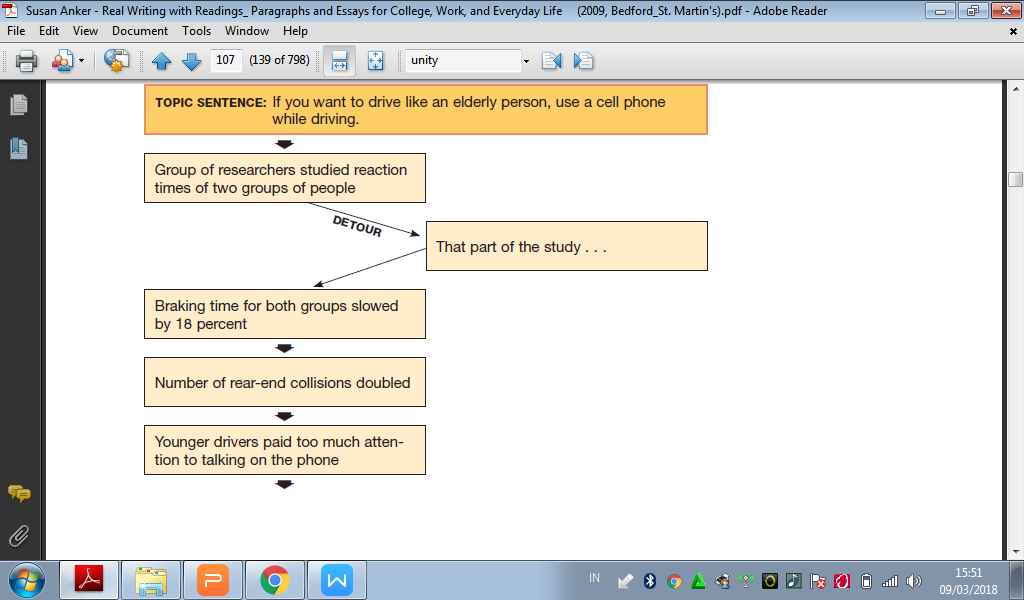 Susan Anker - Real Writing with Readings_ Paragraphs and Essays for College, Work, and Everyday Life (2009, Bedford_St. Martin's).pdf - Adobe Reader
File Edit View Document Tools Window Help
107 (139 of 798) unity
TOPIC SENTENCE: If you want to drive like an elderly person, use a cell phone
while driving.
Group of researchers studied reaction
times of two groups of people
DETOUR
That part of the study . . .
Braking time for both groups slowed
by 18 percent
Number of rear-end collisions doubled
Younger drivers paid too much atten-
tion to talking on the phone
IN
15:51
09/03/2018